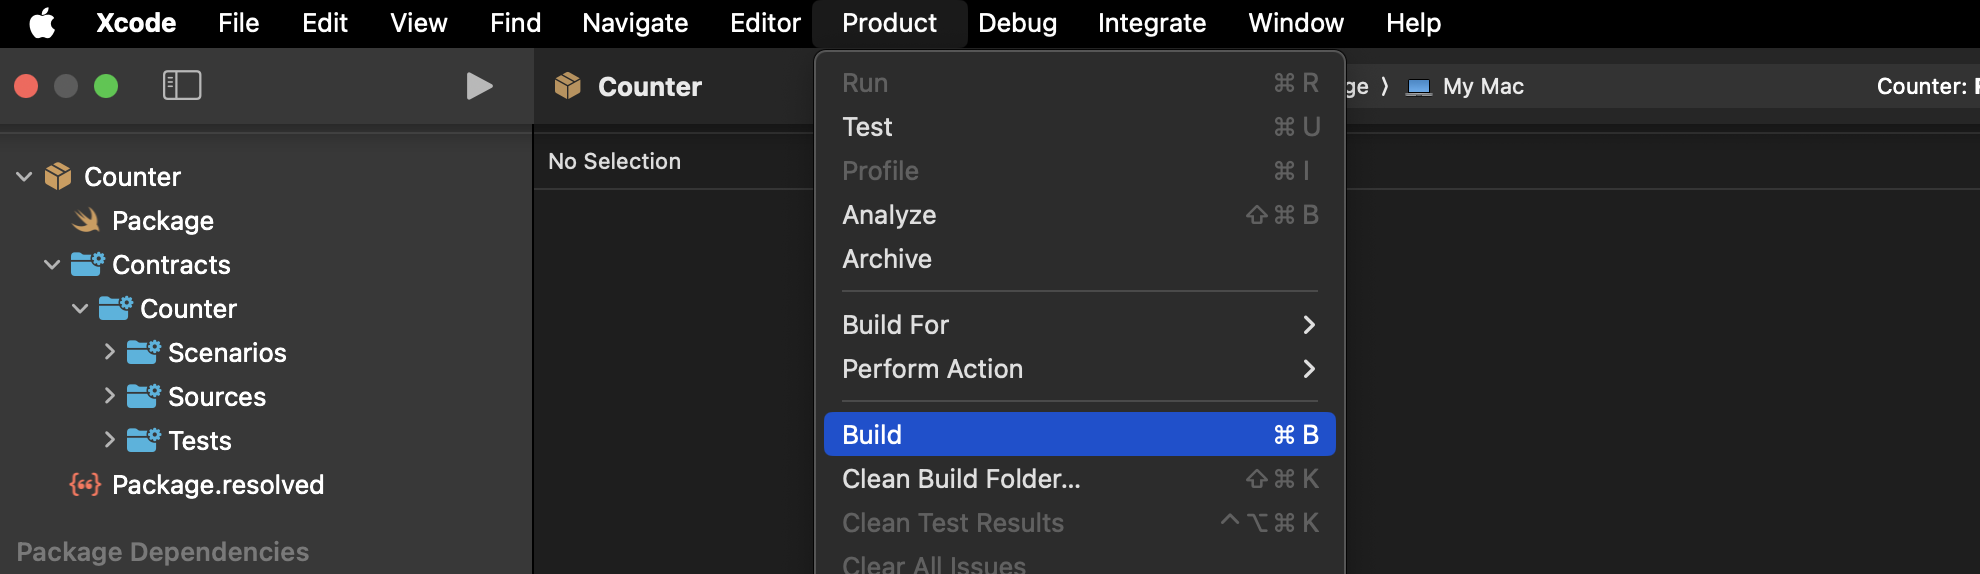 Xcode File Edit View Find Navigate Editor Product Debug Integrate Window Help
Counter
My Mac
Counter:
No Selection
Counter
Package
Contracts
Counter
Scenarios
Sources
Tests
Package.resolved
Package Dependencies
Run ⌘ R
Test ⌘ U
Profile ⌘ I
Analyze ⇧ ⌘ B
Archive
Build For
Perform Action
Build ⌘ B
Clean Build Folder... ⇧ ⌘ K
Clean Test Results ^ ⌥ ⌘ K
Clear All Issues